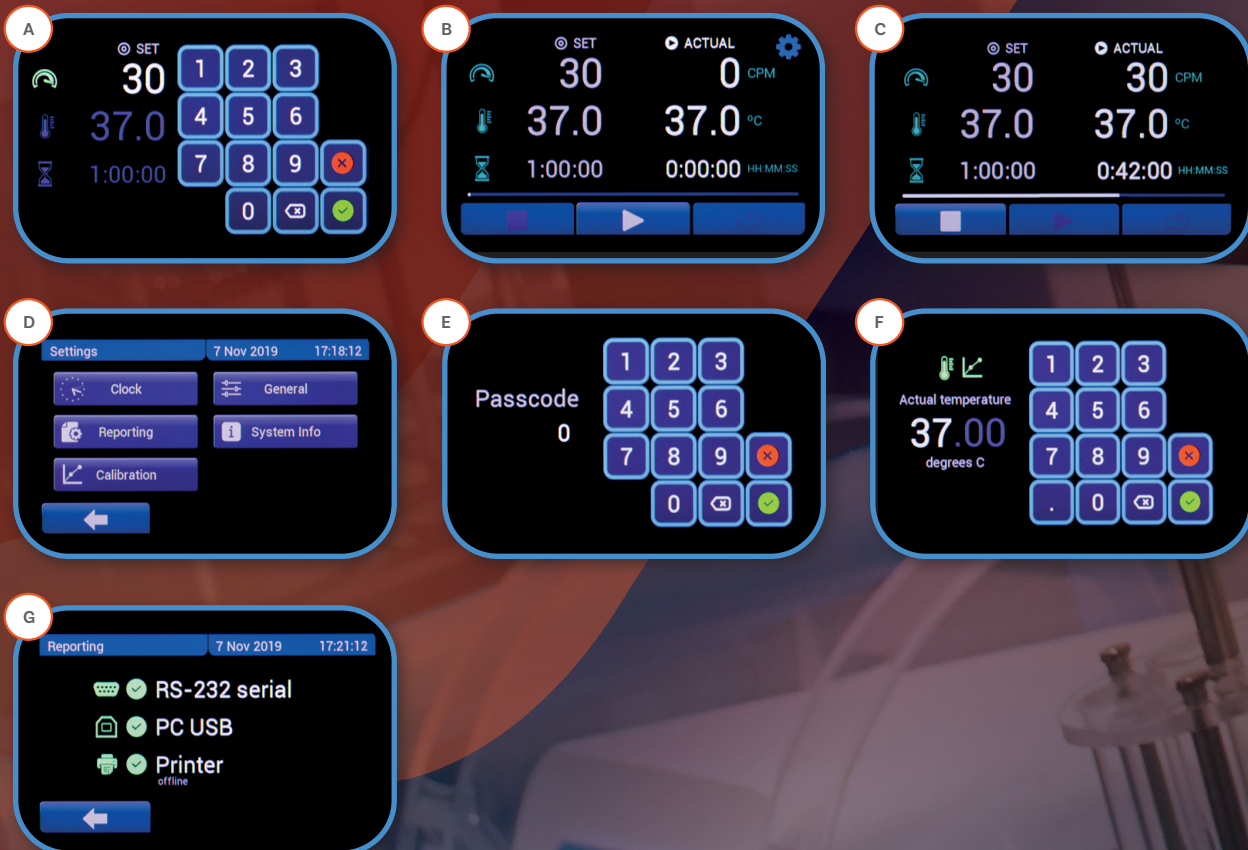 A
SET
30
37.0
1:00:00
1 2 3
4 5 6
7 8 9
0
B
SET ACTUAL
30 0 CPM
37.0 37.0 ºC
1:00:00 0:00:00 HH:MM:SS
C
SET ACTUAL
30 30 CPM
37.0 37.0 ºC
1:00:00 0:42:00 HH:MM:SS
D
Settings 7 Nov 2019 17:18:12
Clock General
Reporting System Info
Calibration
E
Passcode
0
1 2 3
4 5 6
7 8 9
0
F
Actual temperature
37.00
degrees C
1 2 3
4 5 6
7 8 9
. 0
G
Reporting 7 Nov 2019 17:21:12
RS-232 serial
PC USB
Printer
offline